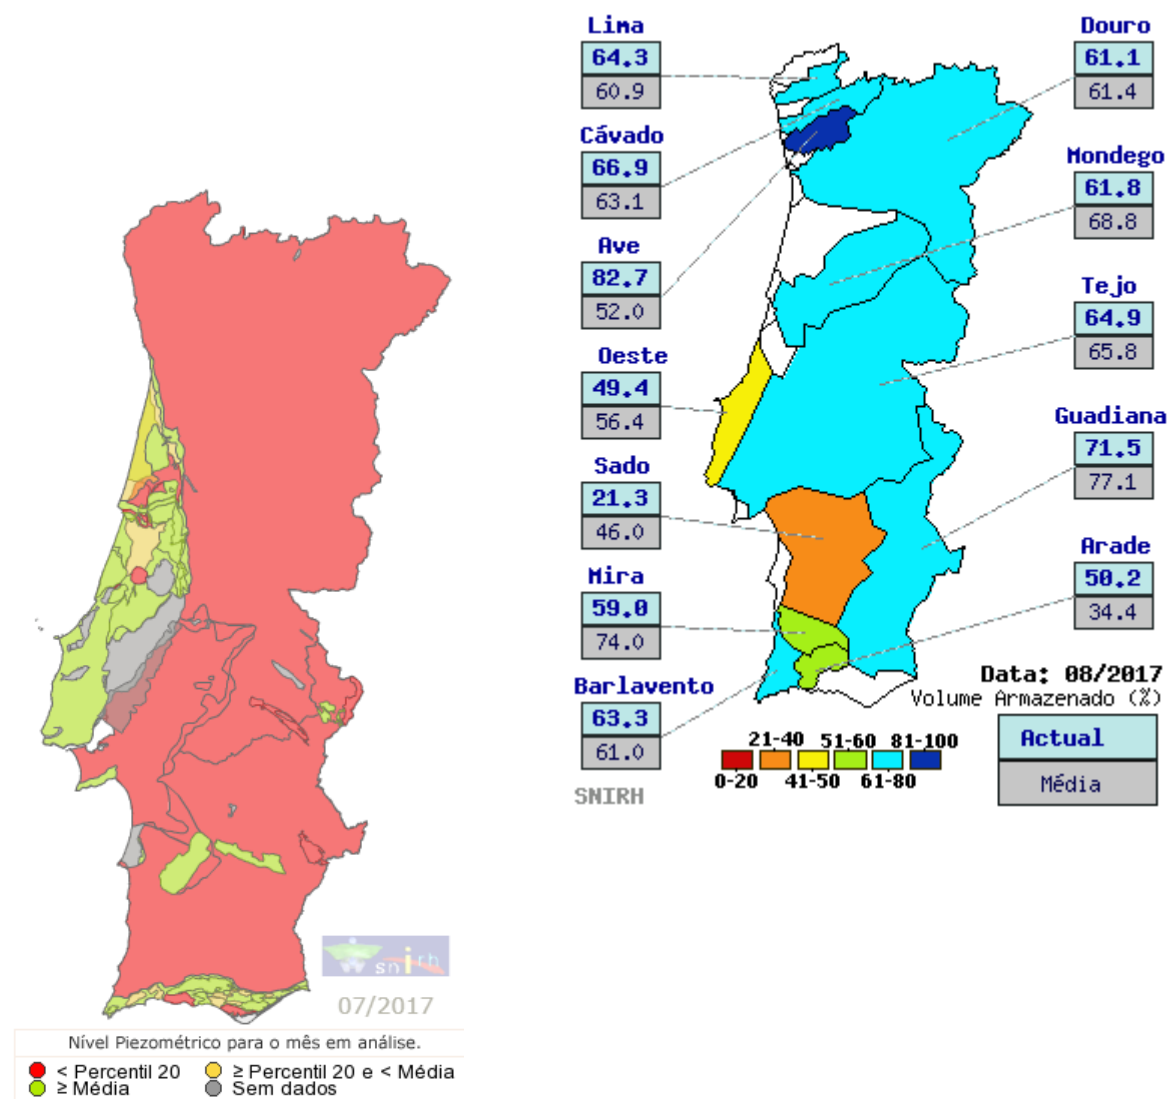 snirh
07/2017
Nível Piezométrico para o mês em análise.
< Percentil 20
≥ Percentil 20 e < Média
≥ Média
Sem dados
Lima
64.3
60.9
Cávado
66.9
63.1
Ave
82.7
52.0
Oeste
49.4
56.4
Sado
21.3
46.0
Mira
59.0
74.0
Barlavento
63.3
61.0
SNIRH
Douro
61.1
61.4
Mondego
61.8
68.8
Tejo
64.9
65.8
Guadiana
71.5
77.1
Arade
50.2
34.4
Data: 08/2017
Volume Armazenado (%)
21-40 51-60 81-100
0-20 41-50 61-80
Actual
Média